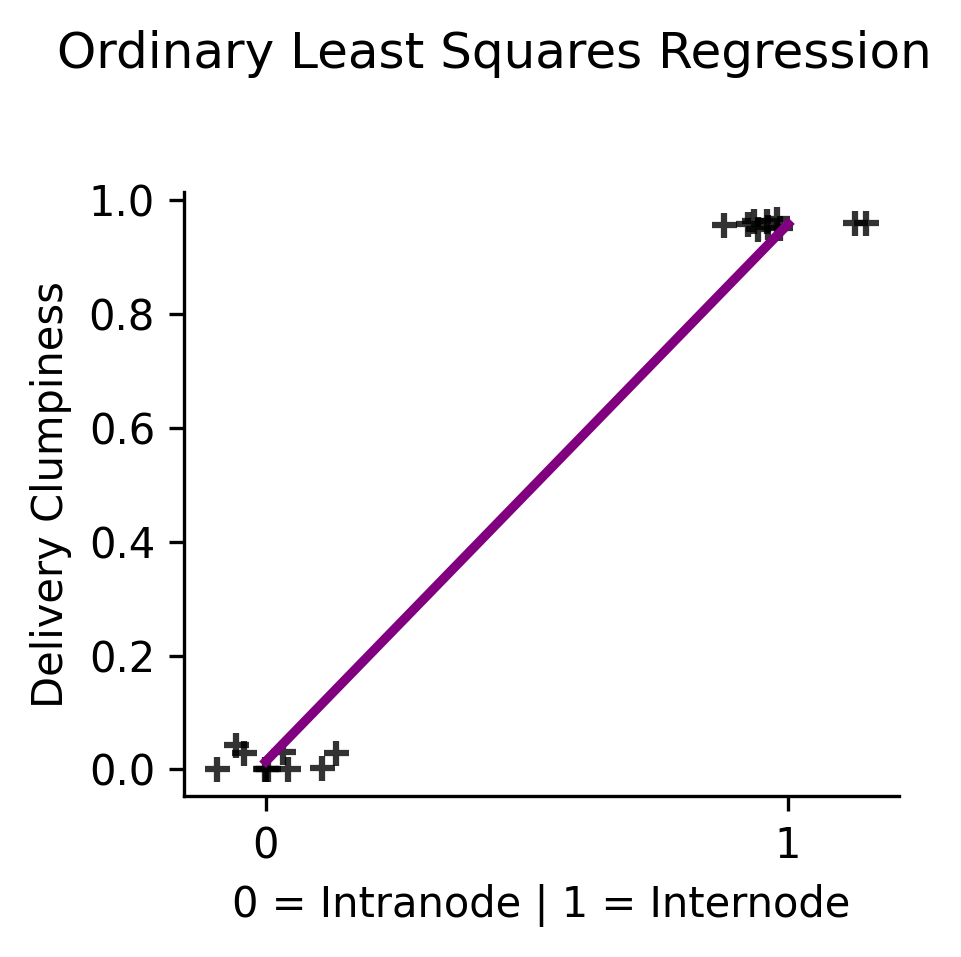 Ordinary Least Squares Regression
1.0
0.8
0.6
0.4
0.2
0.0
Delivery Clumpiness
0 1
0 = Intranode | 1 = Internode